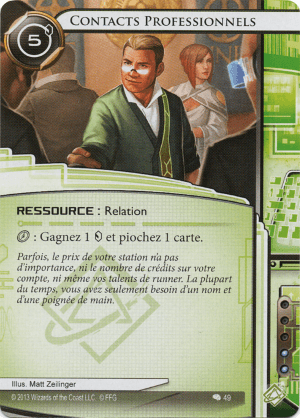 CONTACTS PROFESSIONNELS
5
RESSOURCE : Relation
: Gagnez 1 et piochez 1 carte.
Parfois, le prix de votre station n'a pas
d'importance, ni le nombre de crédits sur votre
compte, ni même vos talents de runner. La plupart
du temps, vous avez seulement besoin d'un nom et
d'une poignée de main.
Illus. Matt Zeilinger
© 2013 Wizards of the Coast LLC. © FFG
49